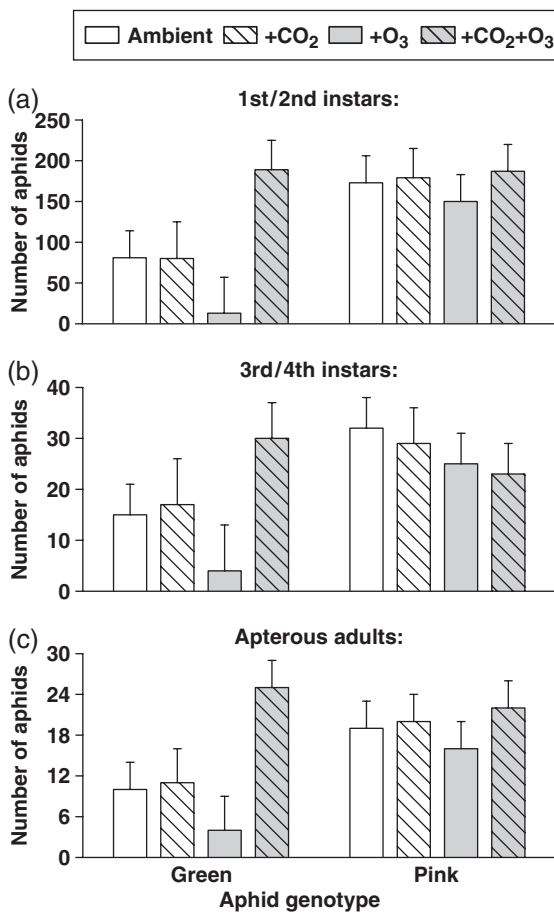 Ambient +CO₂ +O₃ +CO₂+O₃
(a) 1st/2nd instars:
Number of aphids
250
200
150
100
50
0
(b) 3rd/4th instars:
Number of aphids
40
30
20
10
0
(c) Apterous adults:
Number of aphids
30
24
18
12
6
0
Green Pink
Aphid genotype